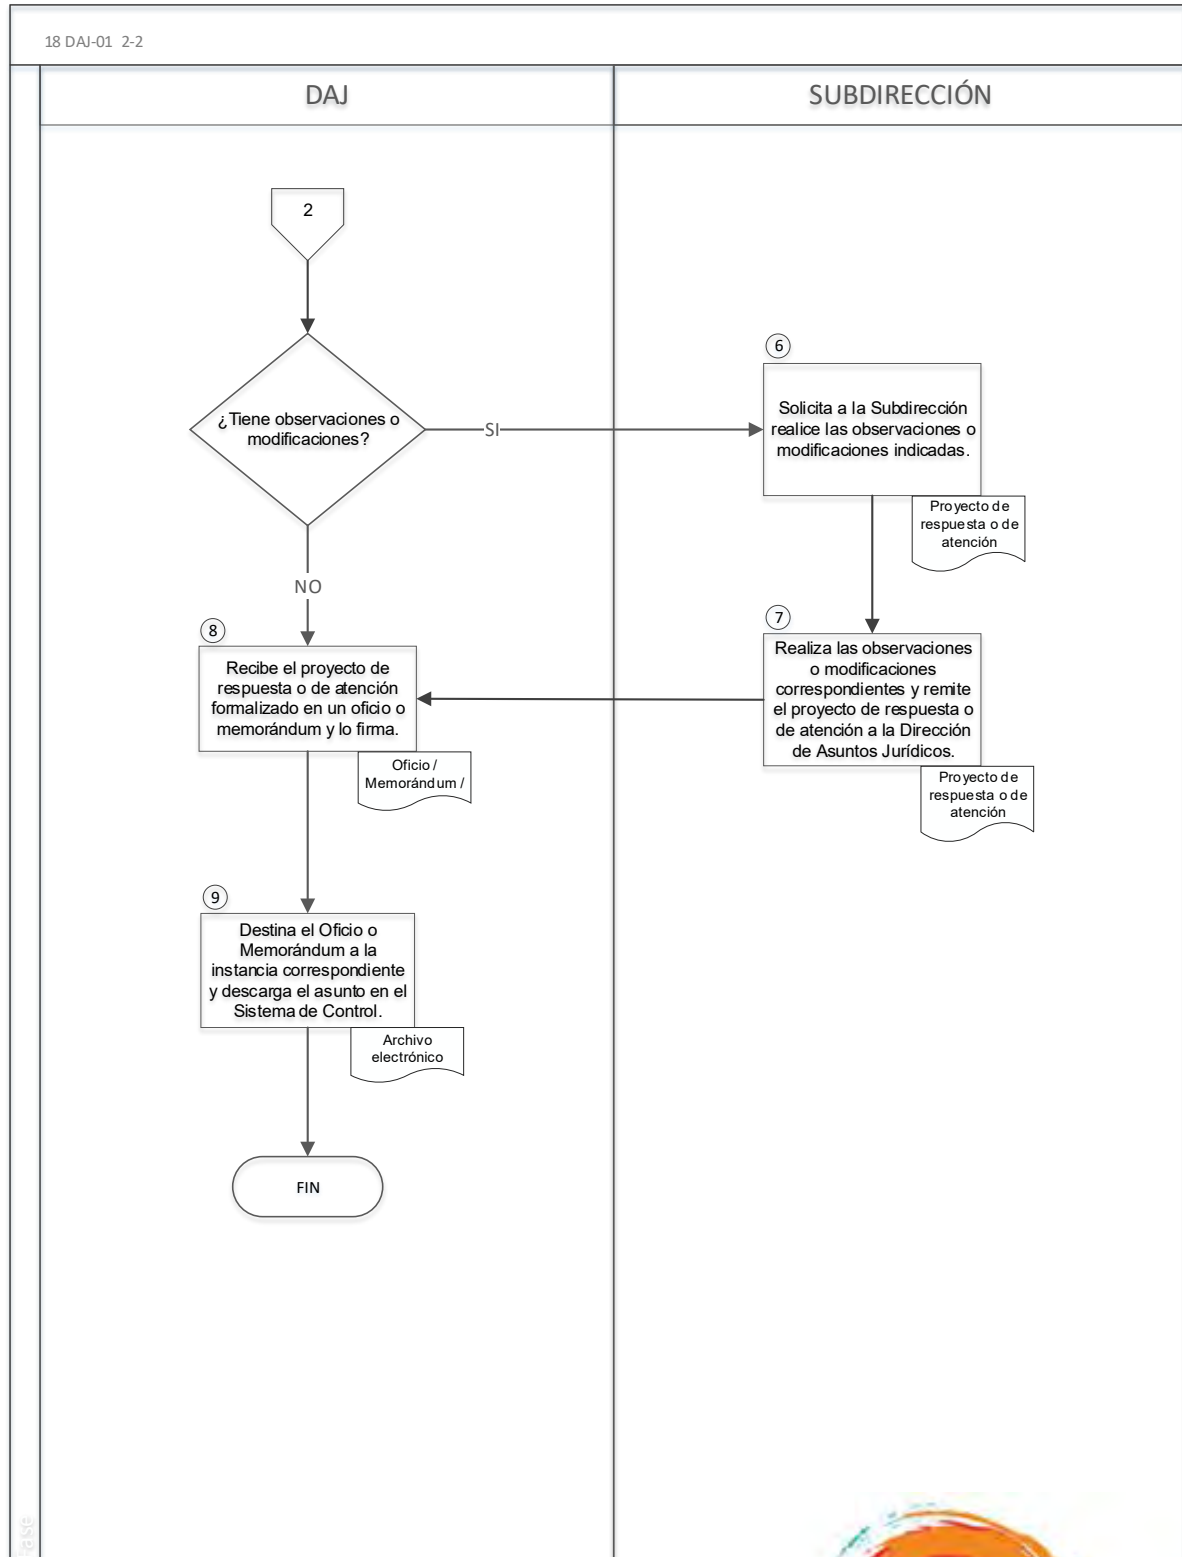 18 DAJ-01 2-2
DAJ
SUBDIRECCIÓN
2
¿Tiene observaciones o
modificaciones?
SI
NO
6
Solicita a la Subdirección
realice las observaciones o
modificaciones indicadas.
Proyecto de
respuesta o de
atención
7
Realiza las observaciones
o modificaciones
correspondientes y remite
el proyecto de respuesta o
de atención a la Dirección
de Asuntos Jurídicos.
Proyecto de
respuesta o de
atención
8
Recibe el proyecto de
respuesta o de atención
formalizado en un oficio o
memorándum y lo firma.
Oficio /
Memorándum /
9
Destina el Oficio o
Memorándum a la
instancia correspondiente
y descarga el asunto en el
Sistema de Control.
Archivo
electrónico
FIN
Fase